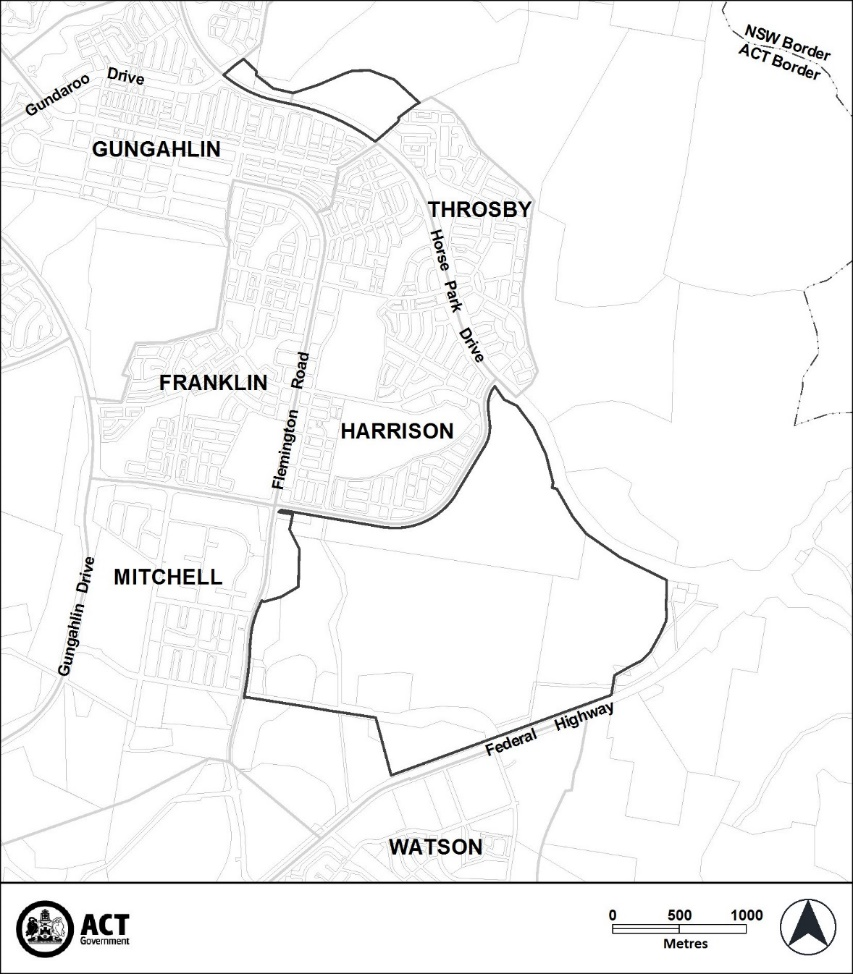 NSW Border
ACT Border
Gundaroo Drive
GUNGAHLIN
THROSBY
Horse Park Drive
FRANKLIN
Flemington Road
HARRISON
MITCHELL
Gungahlin Drive
Federal Highway
WATSON
ACT
Government
0 500 1000
Metres